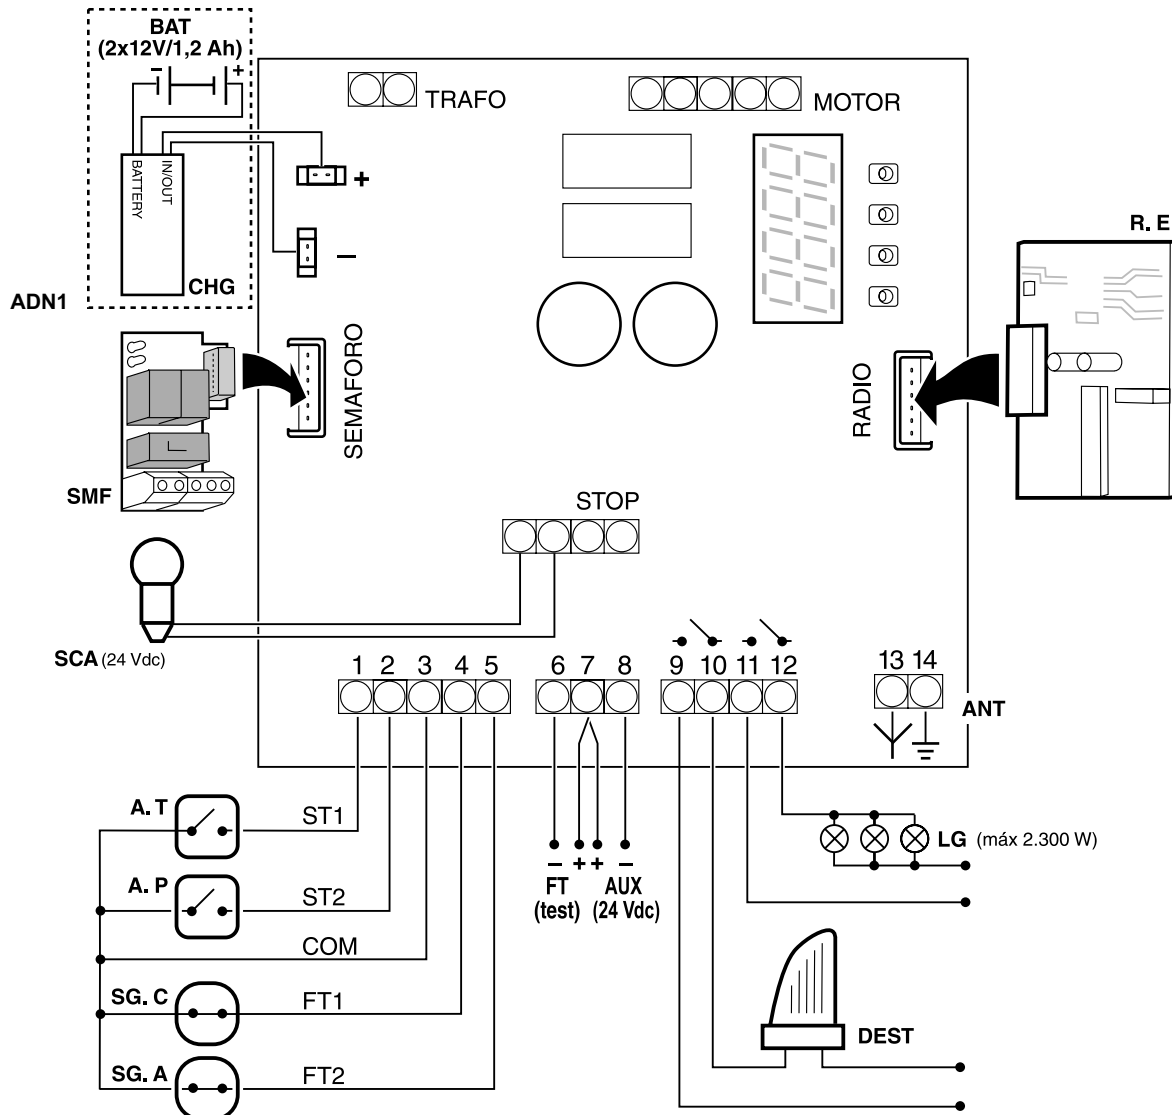 BAT
(2x12V/1,2 Ah)
− +
BATTERY
IN/OUT
CHG
ADN1
+
−
TRAFO
MOTOR
R. E
SEMAFORO
RADIO
SMF
STOP
SCA (24 Vdc)
1 2 3 4 5
6 7 8
9 10 11 12
13 14
ANT
A. T
ST1
A. P
ST2
COM
SG. C
FT1
SG. A
FT2
− + + −
FT
(test)
AUX
(24 Vdc)
LG (máx 2.300 W)
DEST